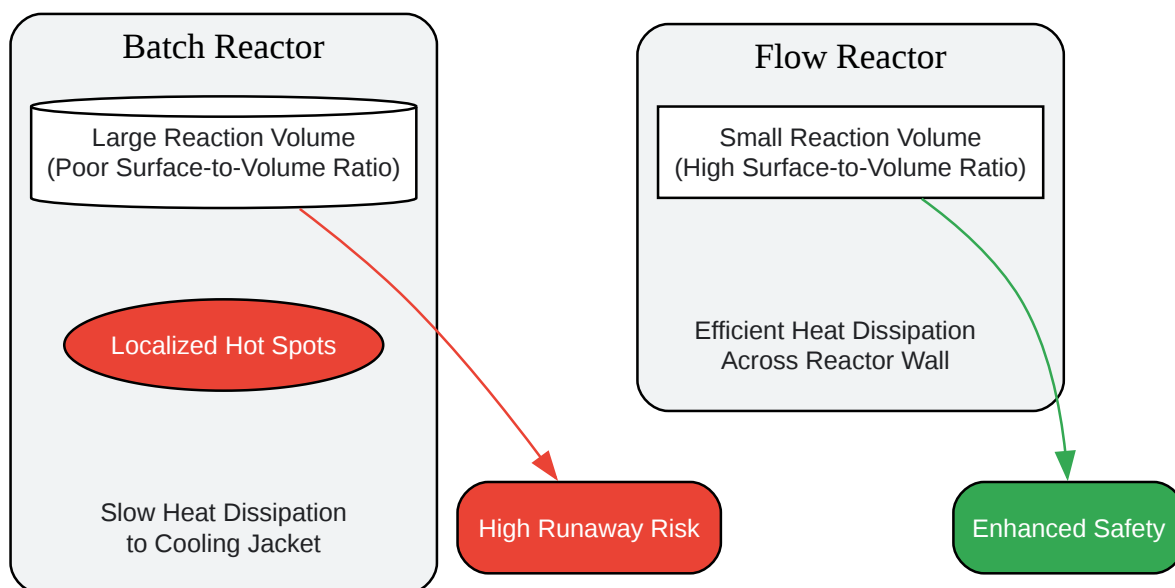 Batch Reactor
Large Reaction Volume
(Poor Surface-to-Volume Ratio)
Localized Hot Spots
Slow Heat Dissipation
to Cooling Jacket
High Runaway Risk
Flow Reactor
Small Reaction Volume
(High Surface-to-Volume Ratio)
Efficient Heat Dissipation
Across Reactor Wall
Enhanced Safety